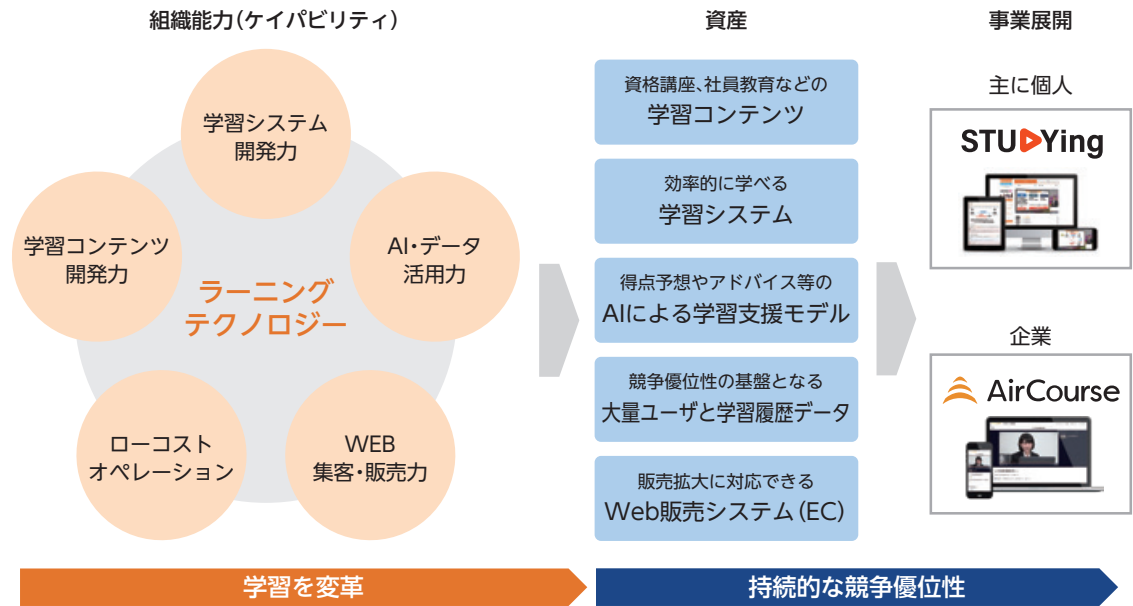 組織能力(ケイパビリティ)
学習システム
開発力
学習コンテンツ
開発力
AI・データ
活用力
ラーニング
テクノロジー
ローコスト
オペレーション
WEB
集客・販売力
資産
資格講座、社員教育などの
学習コンテンツ
効率的に学べる
学習システム
得点予想やアドバイス等の
AIによる学習支援モデル
競争優位性の基盤となる
大量ユーザと学習履歴データ
販売拡大に対応できる
Web販売システム(EC)
事業展開
主に個人
STUDYing
企業
AirCourse
学習を変革
持続的な競争優位性